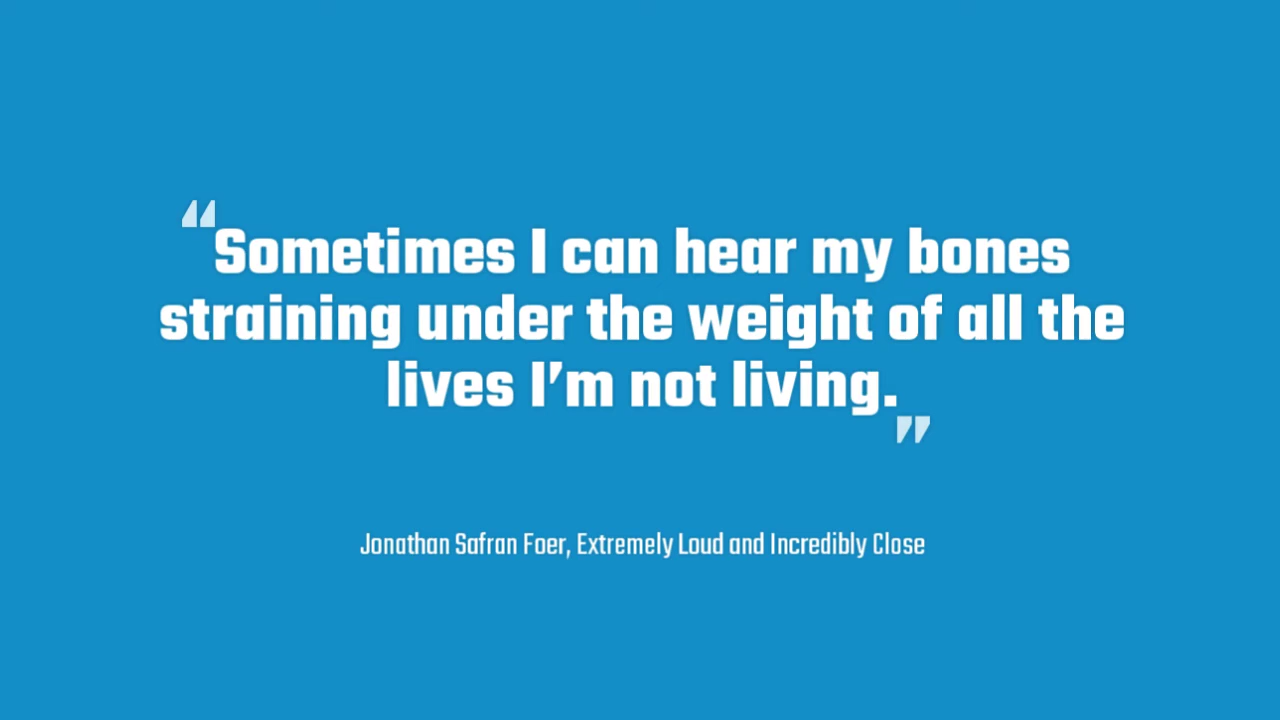 “Sometimes I can hear my bones
straining under the weight of all the
lives I’m not living.”
Jonathan Safran Foer, Extremely Loud and Incredibly Close